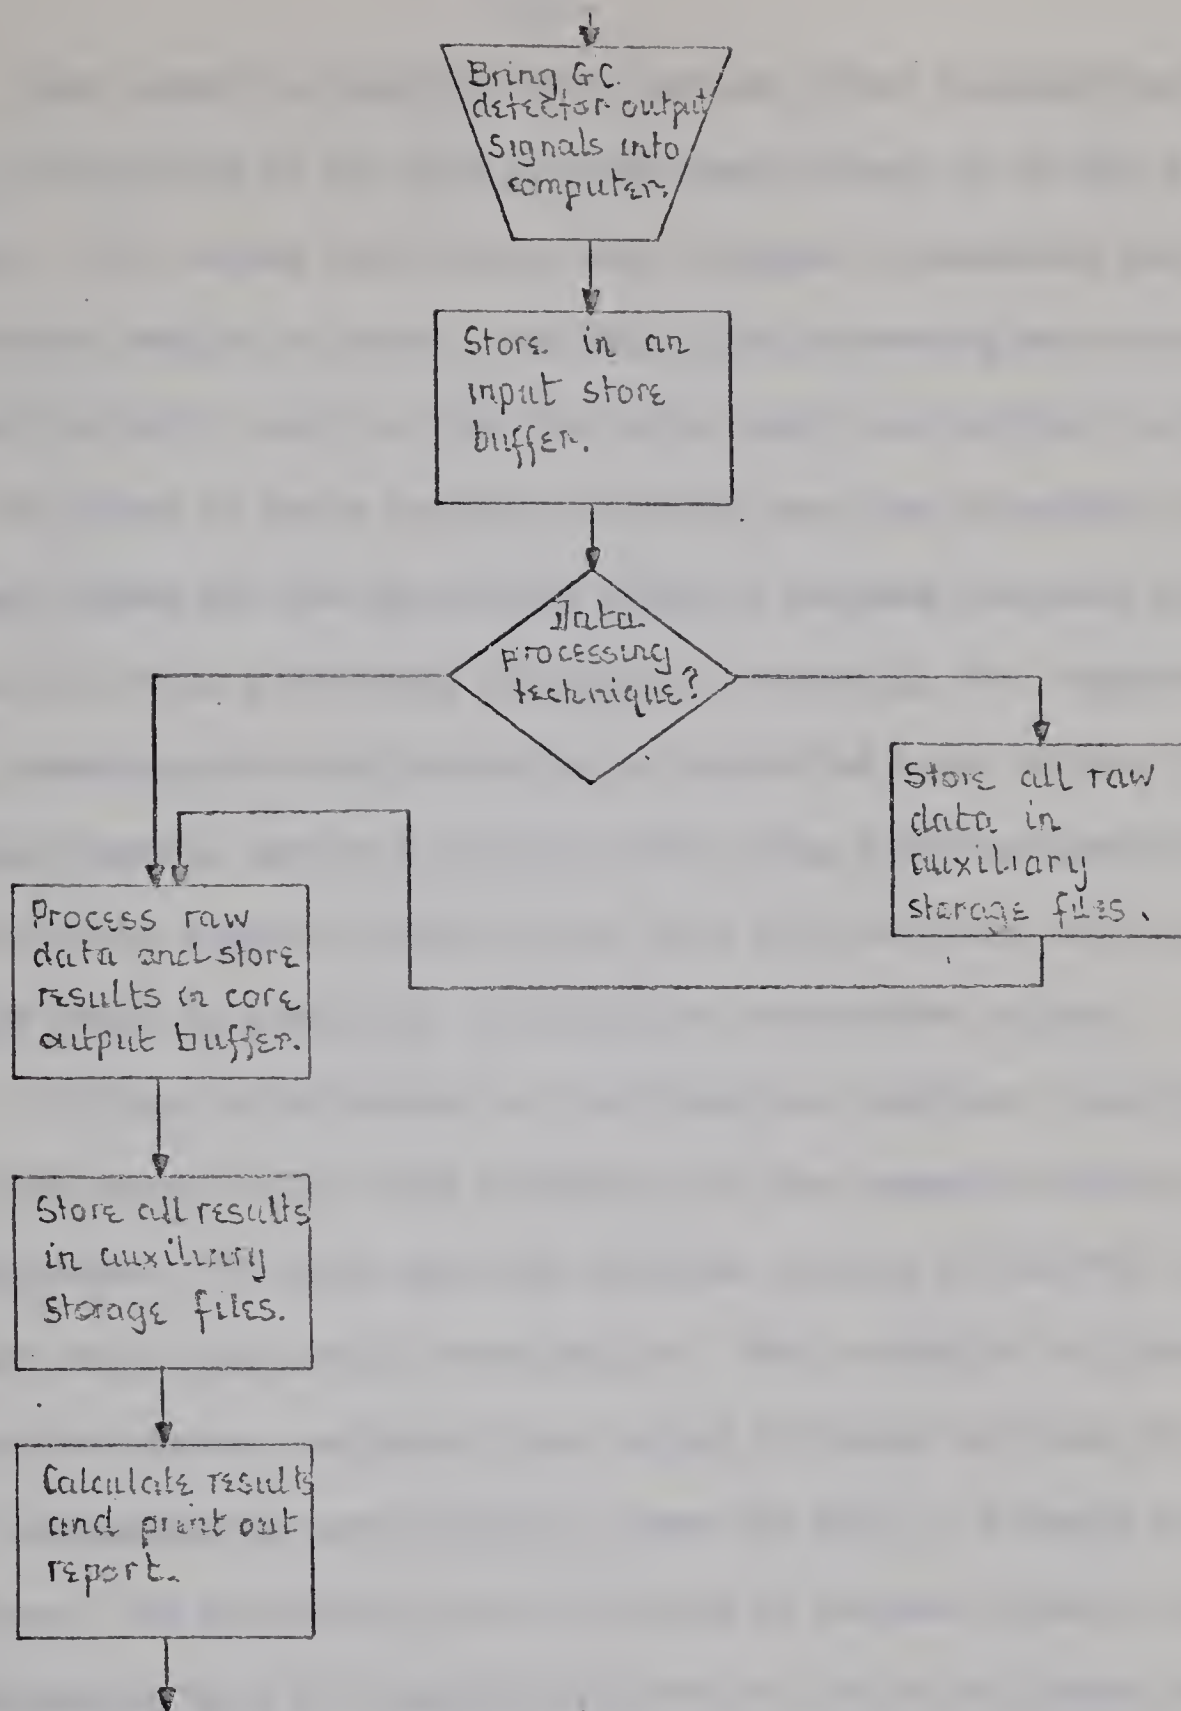 Bring G.C.
detector output
signals into
computer.
Store in an
input store
buffer.
Data
processing
technique?
Store all raw
data in
auxiliary
storage files.
Process raw
data and store
results in core
output buffer.
Store all results
in auxiliary
storage files.
Calculate results
and print out
report.